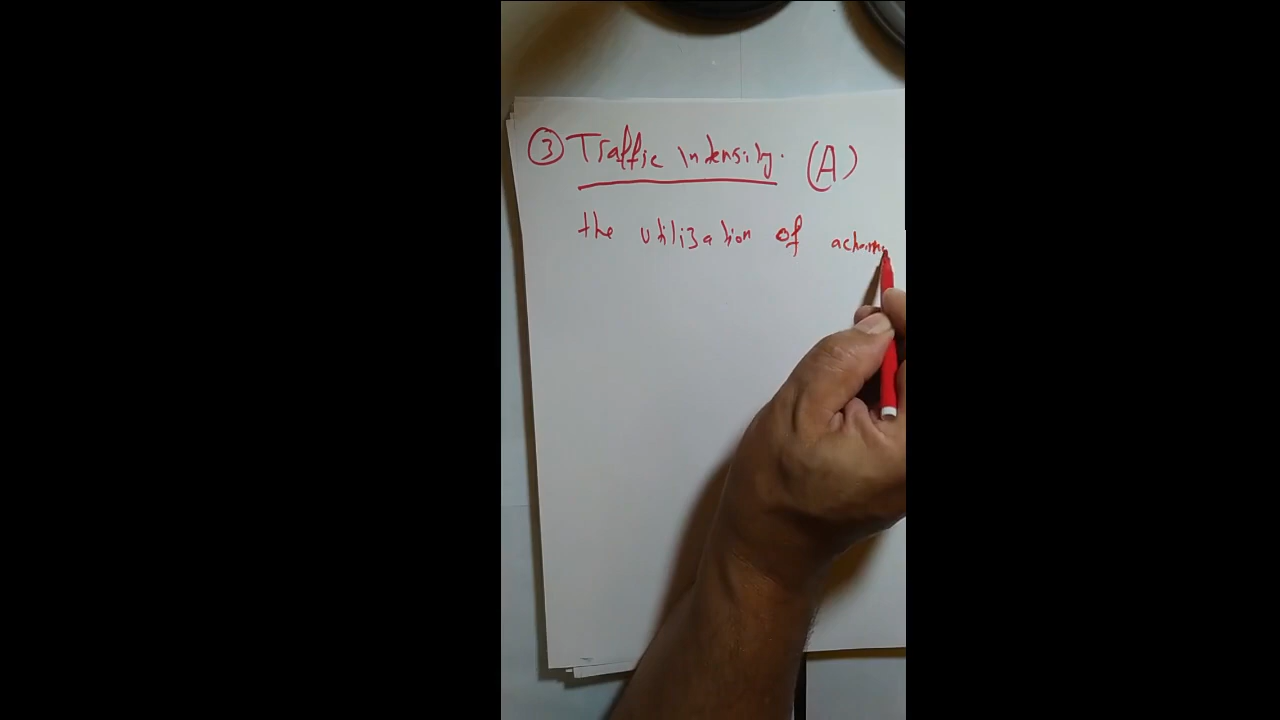 ③ Traffic Intensity. (A)
the utilization of a